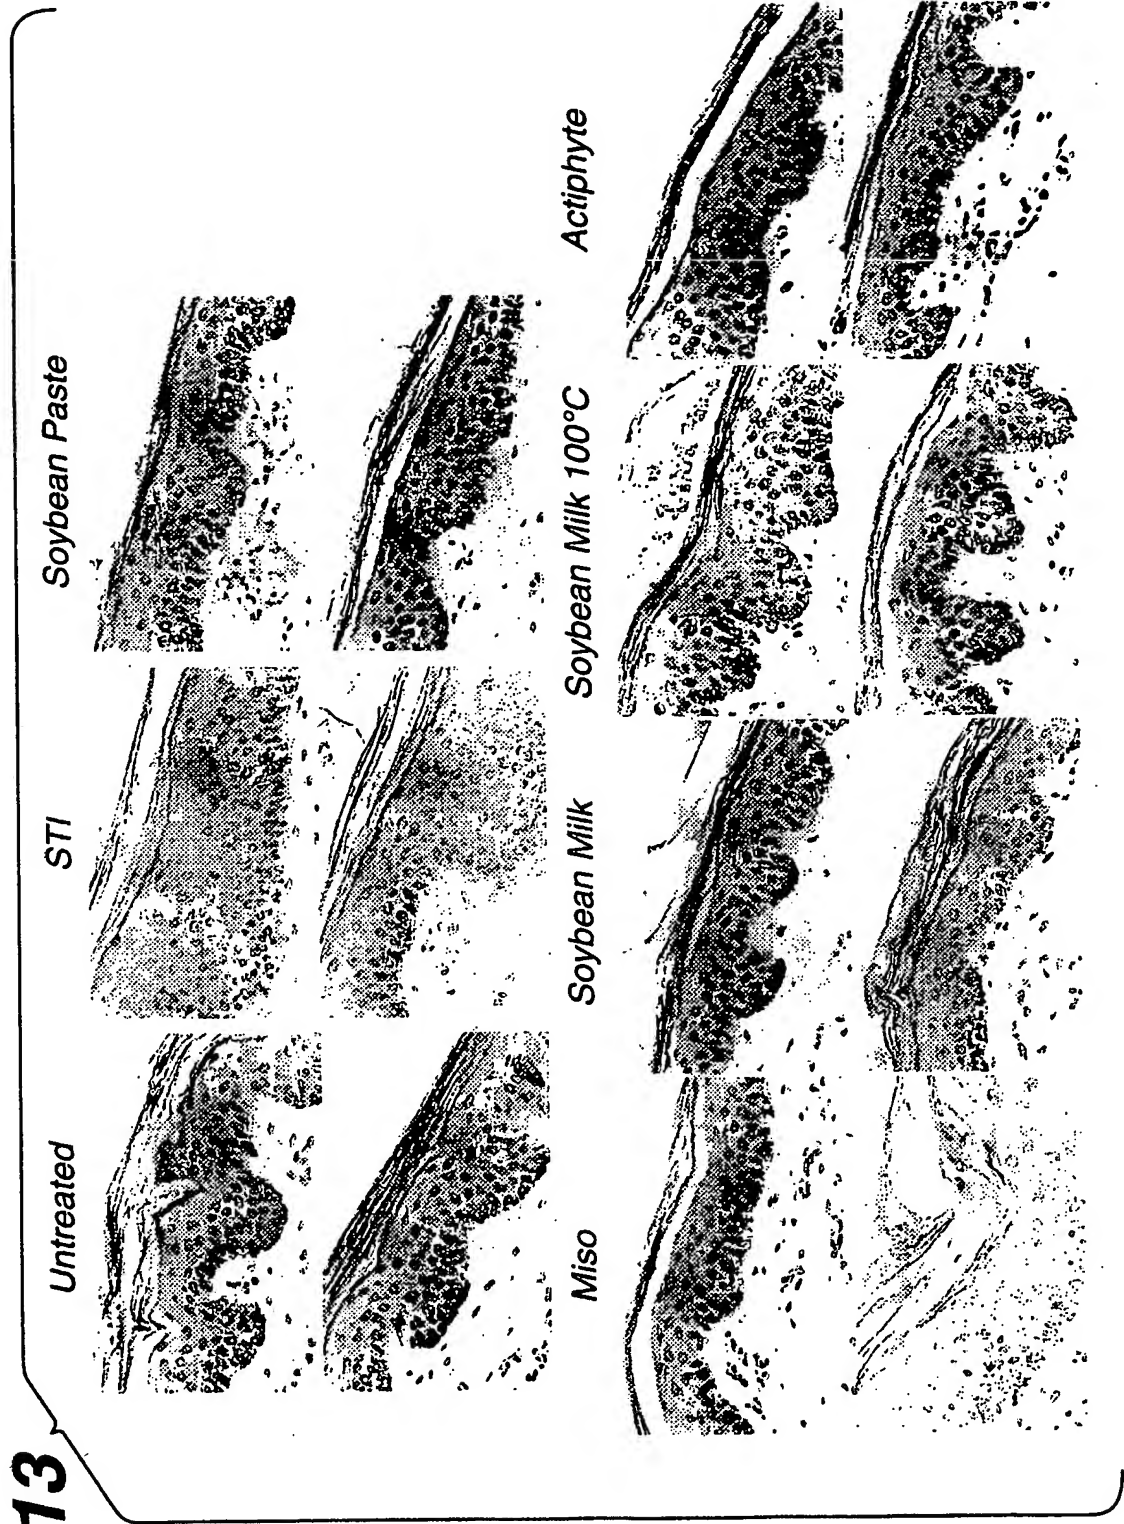 13
Untreated
STI
Soybean Paste
Miso
Soybean Milk
Soybean Milk 100°C
Actiphyte